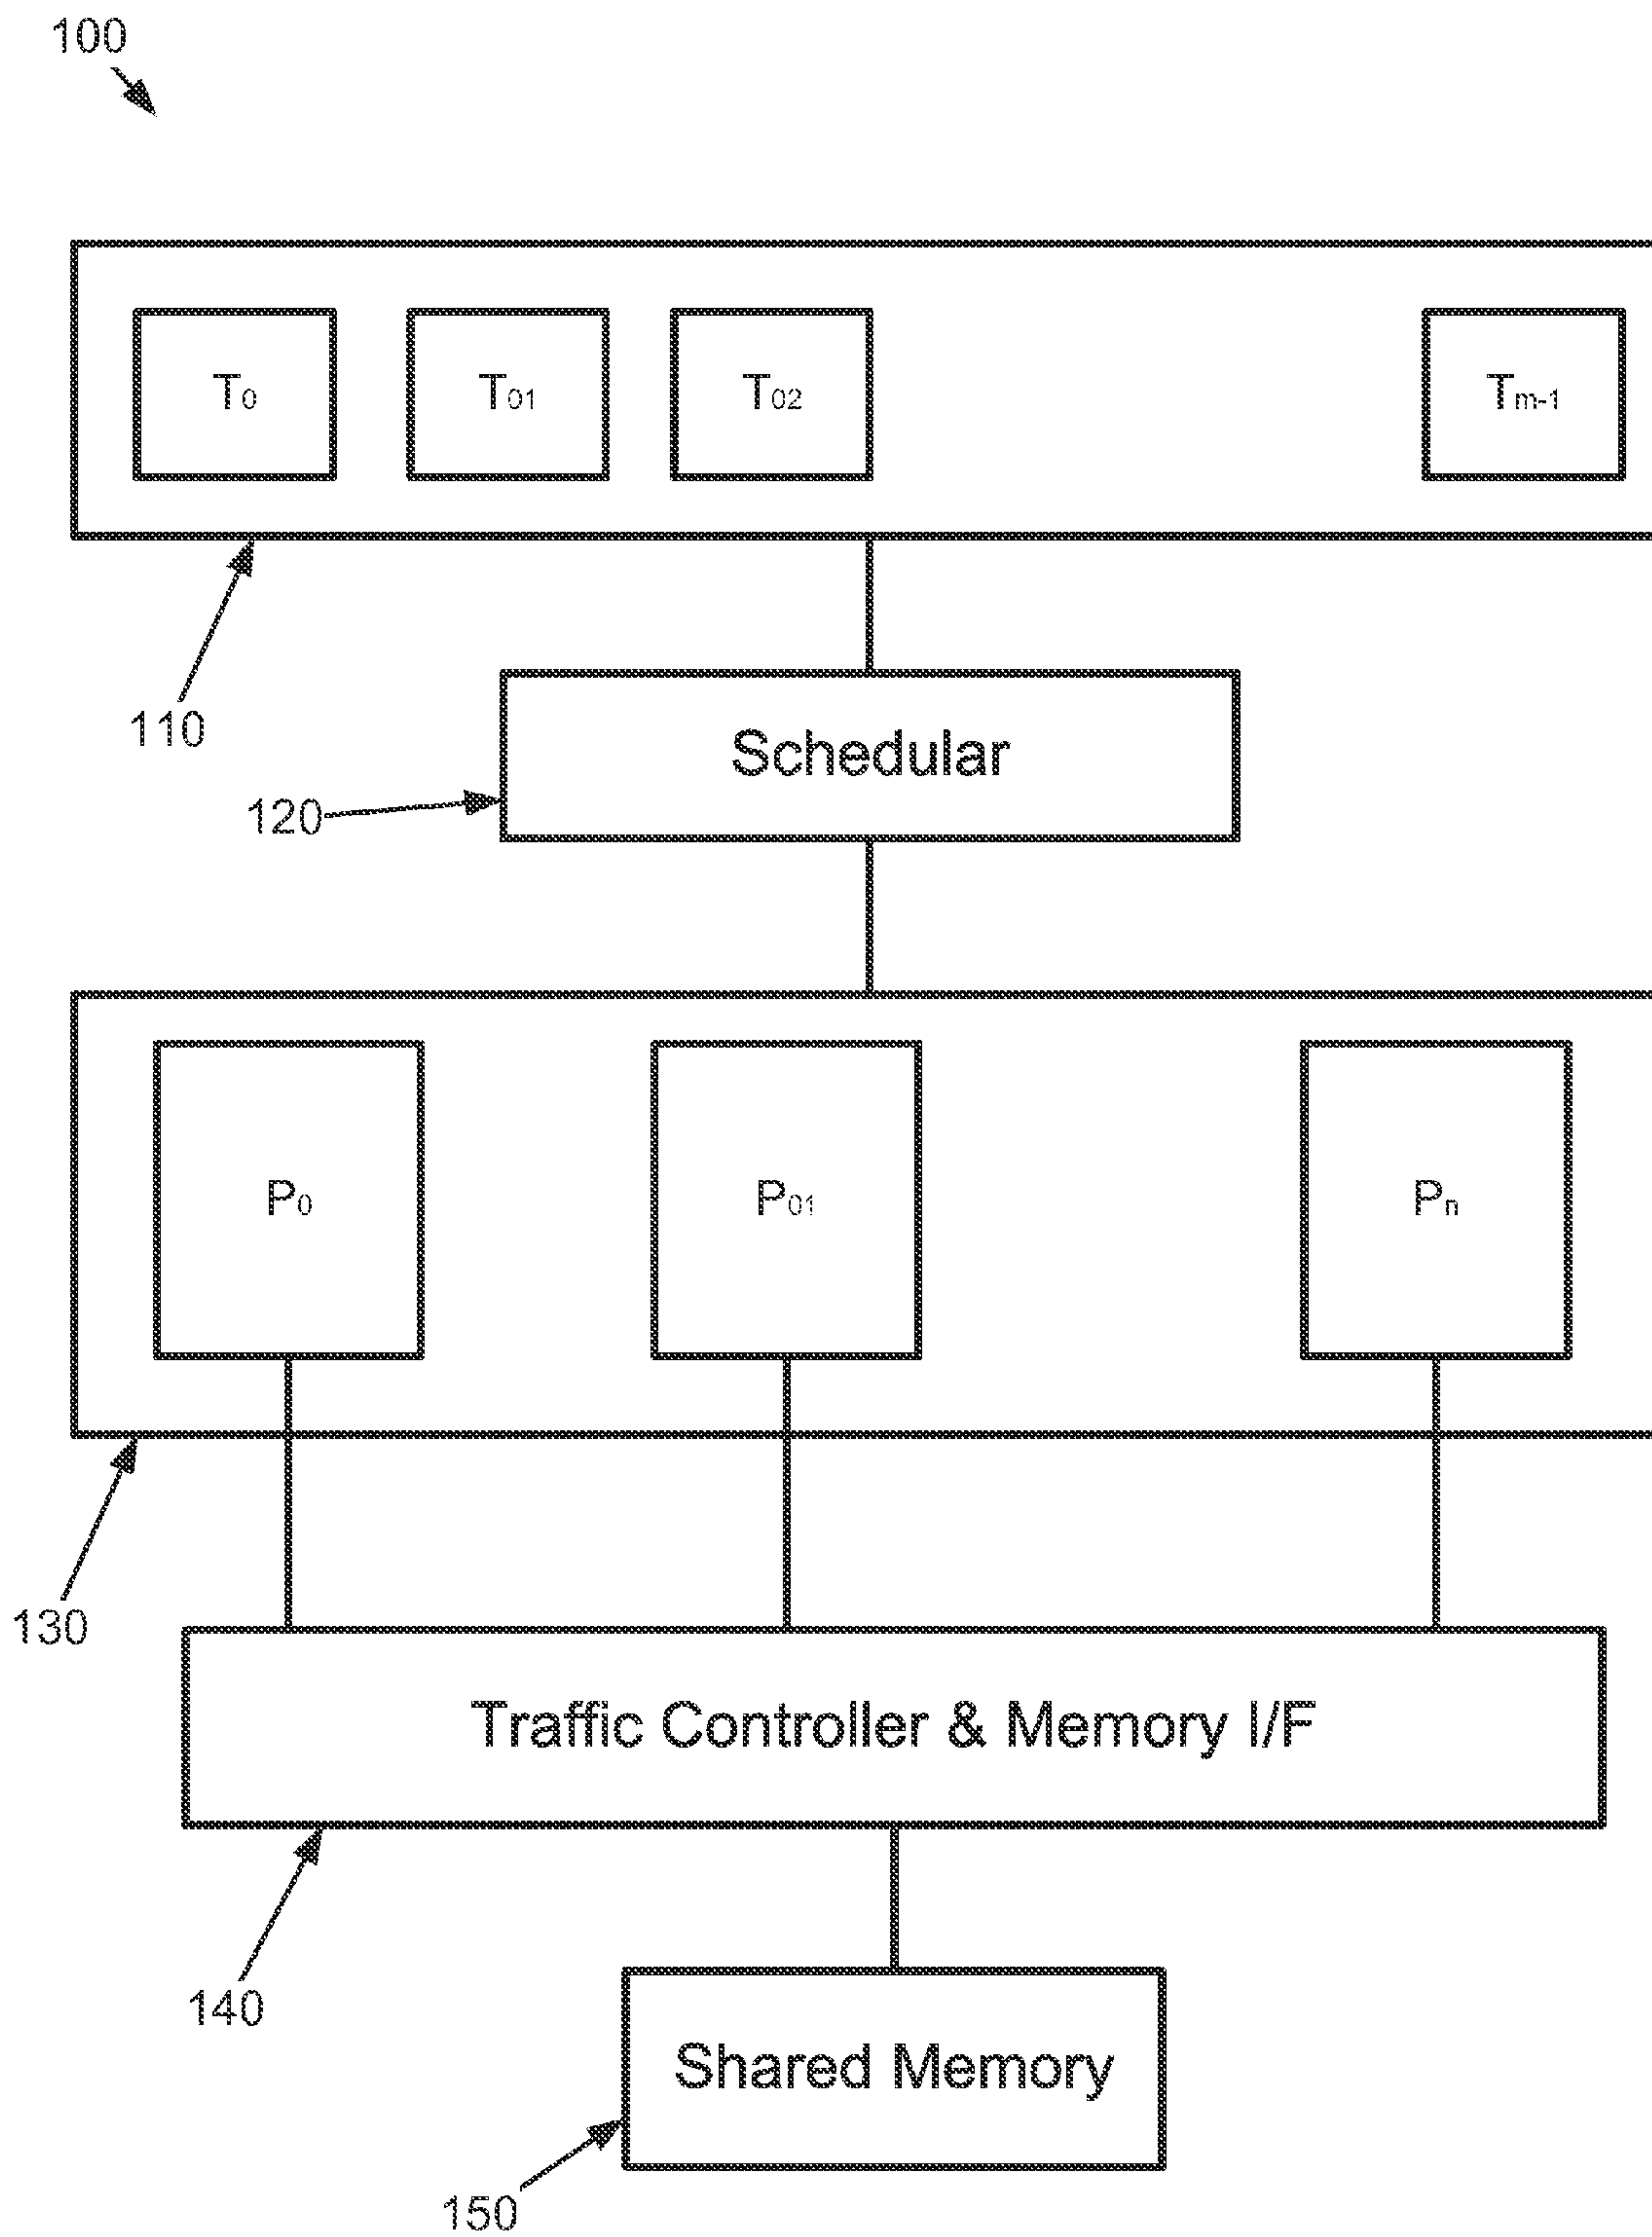 100
T0 T01 T02 Tm-1
110
Schedular
120
P0 P01 Pn
130
Traffic Controller & Memory I/F
140
Shared Memory
150